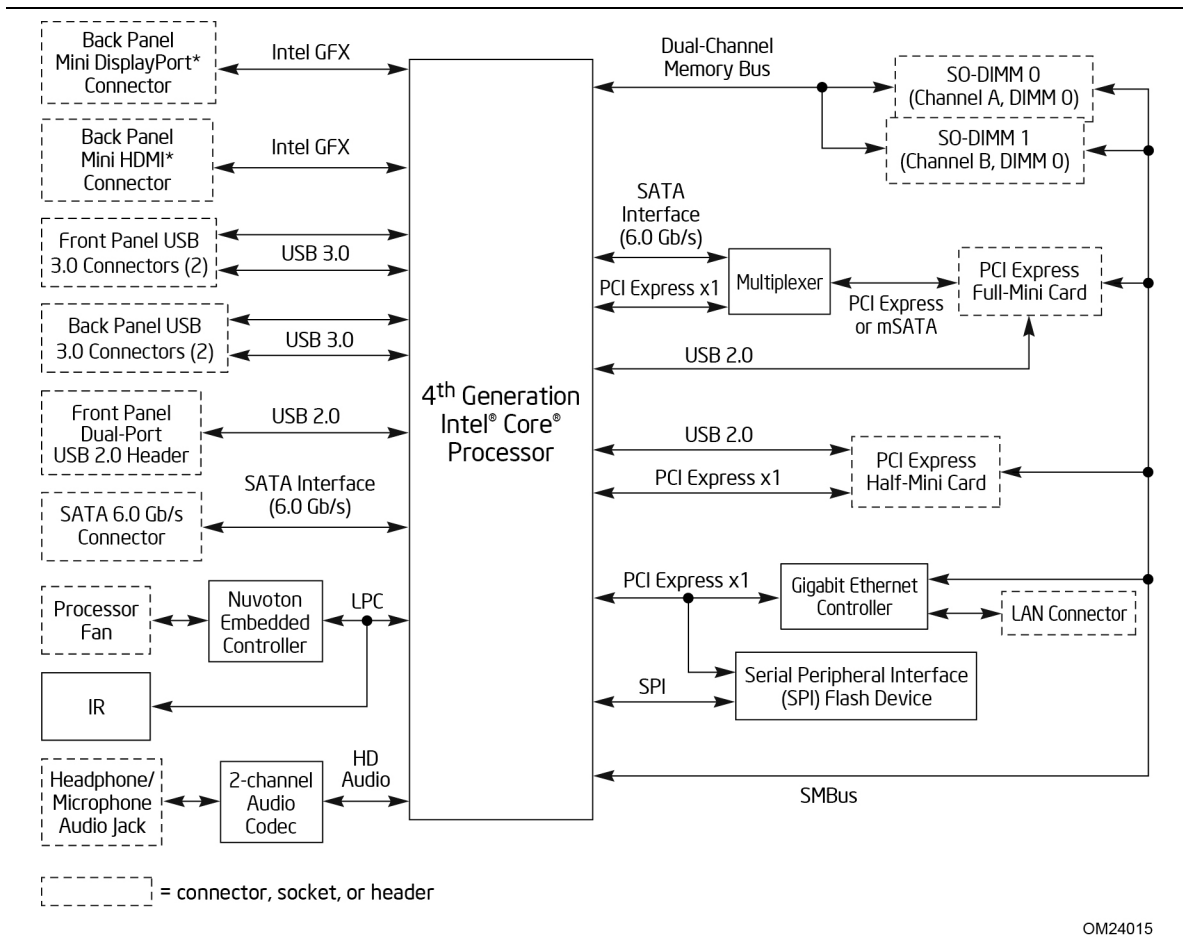 Back Panel
Mini DisplayPort*
Connector
Intel GFX
Back Panel
Mini HDMI*
Connector
Intel GFX
Front Panel USB
3.0 Connectors (2)
USB 3.0
Back Panel USB
3.0 Connectors (2)
USB 3.0
Front Panel
Dual-Port
USB 2.0 Header
USB 2.0
SATA 6.0 Gb/s
Connector
SATA Interface
(6.0 Gb/s)
Processor
Fan
Nuvoton
Embedded
Controller
LPC
IR
Headphone/
Microphone
Audio Jack
2-channel
Audio
Codec
HD
Audio
4th Generation
Intel® Core®
Processor
Dual-Channel
Memory Bus
SO-DIMM 0
(Channel A, DIMM 0)
SO-DIMM 1
(Channel B, DIMM 0)
SATA
Interface
(6.0 Gb/s)
PCI Express x1
Multiplexer
PCI Express
or mSATA
PCI Express
Full-Mini Card
USB 2.0
USB 2.0
PCI Express x1
PCI Express
Half-Mini Card
PCI Express x1
Gigabit Ethernet
Controller
LAN Connector
SPI
Serial Peripheral Interface
(SPI) Flash Device
SMBus
= connector, socket, or header
OM24015